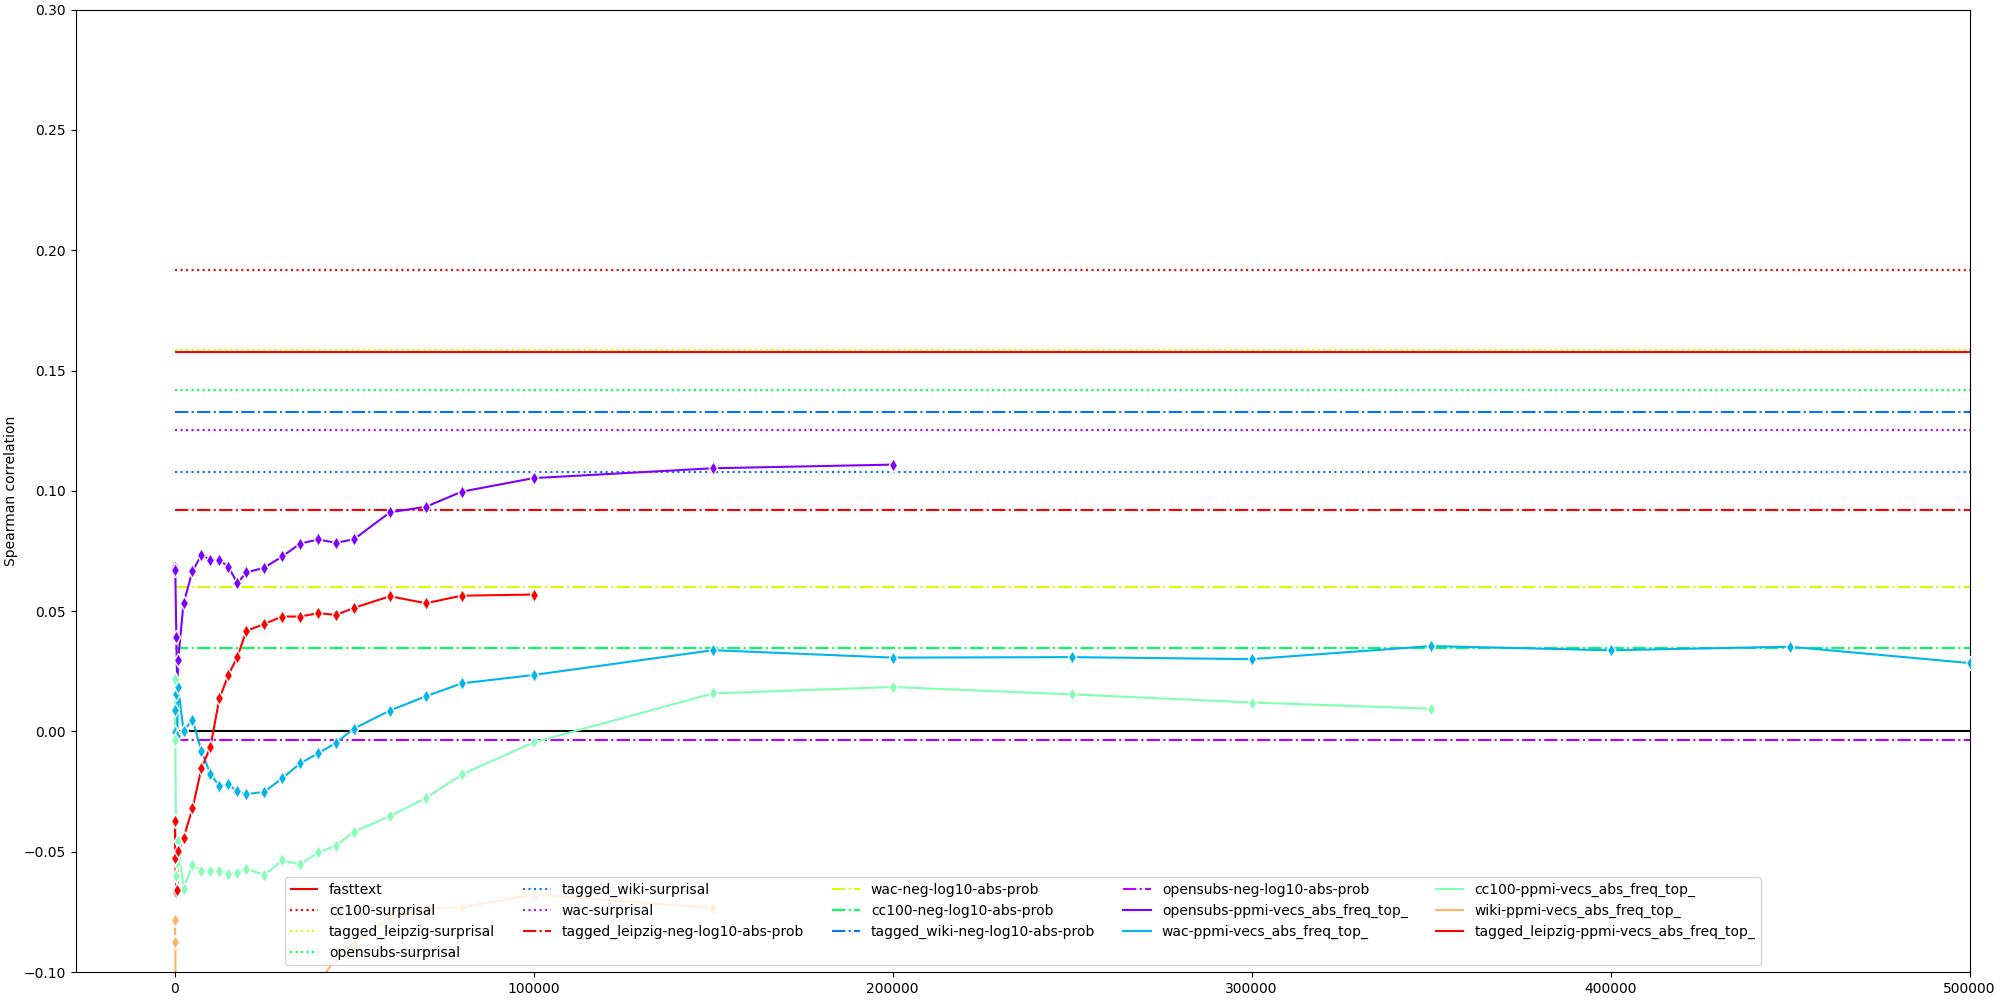 0.30
0.25
0.20
0.15
0.10
0.05
0.00
−0.05
−0.10
Spearman correlation
fasttext
cc100-surprisal
tagged_leipzig-surprisal
opensubs-surprisal
tagged_wiki-surprisal
wac-surprisal
tagged_leipzig-neg-log10-abs-prob
wac-neg-log10-abs-prob
cc100-neg-log10-abs-prob
tagged_wiki-neg-log10-abs-prob
opensubs-neg-log10-abs-prob
opensubs-ppmi-vecs_abs_freq_top_
wac-ppmi-vecs_abs_freq_top_
cc100-ppmi-vecs_abs_freq_top_
wiki-ppmi-vecs_abs_freq_top_
tagged_leipzig-ppmi-vecs_abs_freq_top_
0 100000 200000 300000 400000 500000